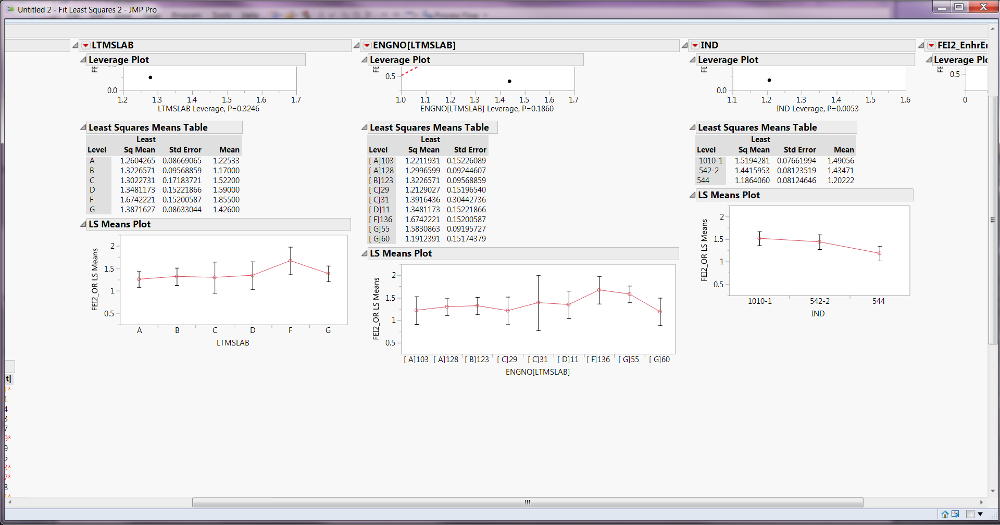 Untitled 2 - Fit Least Squares 2 - JMP Pro
LTMSLAB
Leverage Plot
0.0
1.2 1.3 1.4 1.5 1.6 1.7
LTMSLAB Leverage, P=0.3246
Least Squares Means Table
Least
Level Sq Mean Std Error Mean
A 1.2604265 0.08669065 1.22533
B 1.3226571 0.09568859 1.17000
C 1.3022731 0.17183721 1.52200
D 1.3481173 0.15221866 1.59000
F 1.6742221 0.15200587 1.85500
G 1.3871627 0.08633044 1.42600
LS Means Plot
FEI2_OR LS Means
2
1.5
1
0.5
A B C D F G
LTMSLAB
ENGNO[LTMSLAB]
Leverage Plot
0.5
1.0 1.1 1.2 1.3 1.4 1.5 1.6 1.7
ENGNO[LTMSLAB] Leverage, P=0.1860
Least Squares Means Table
Least
Level Sq Mean Std Error
[ A]103 1.2211931 0.15226089
[ A]128 1.2996599 0.09244607
[ B]123 1.3226571 0.09568859
[ C]29 1.2129027 0.15196540
[ C]31 1.3916436 0.30442736
[ D]11 1.3481173 0.15221866
[ F]136 1.6742221 0.15200587
[ G]55 1.5830863 0.09195727
[ G]60 1.1912391 0.15174379
LS Means Plot
FEI2_OR LS Means
2
1.5
1
0.5
[ A]103 [ A]128 [ B]123 [ C]29 [ C]31 [ D]11 [ F]136 [ G]55 [ G]60
ENGNO[LTMSLAB]
IND
Leverage Plot
0.0
1.1 1.2 1.3 1.4 1.5 1.6
IND Leverage, P=0.0053
Least Squares Means Table
Least
Level Sq Mean Std Error Mean
1010-1 1.5194281 0.07661994 1.49056
542-2 1.4415953 0.08123519 1.43471
544 1.1864060 0.08124646 1.20222
LS Means Plot
FEI2_OR LS Means
2
1.5
1
0.5
1010-1 542-2 544
IND
FEI2_EnhrE
Leverage Pl
0.5
0
|t|
1*
1
4
3
7
9*
9
5
3*
7*
8